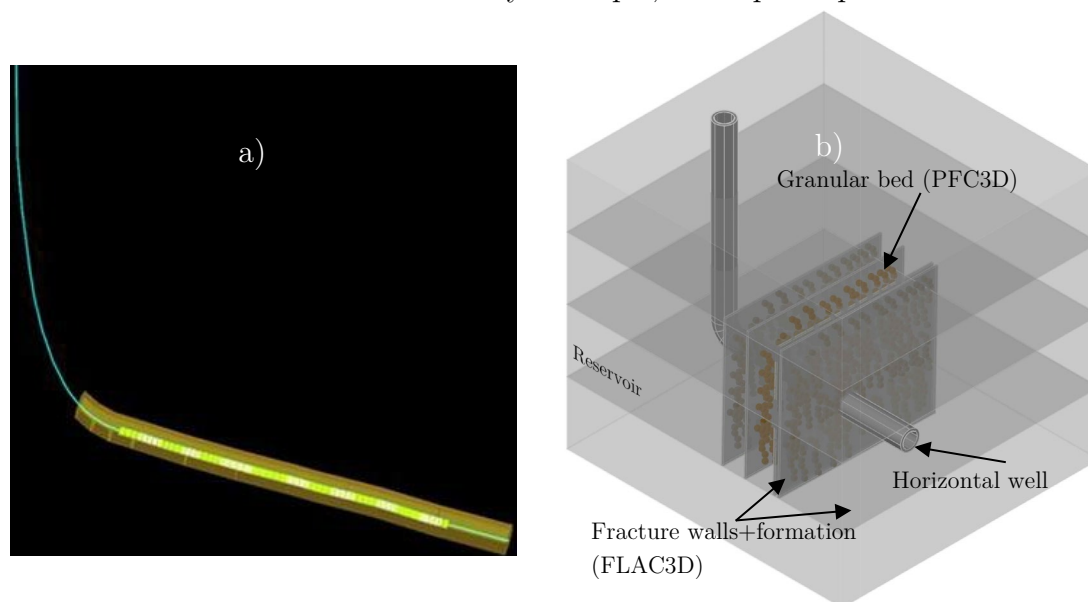 a)
b)
Granular bed (PFC3D)
Reservoir
Horizontal well
Fracture walls+formation
(FLAC3D)